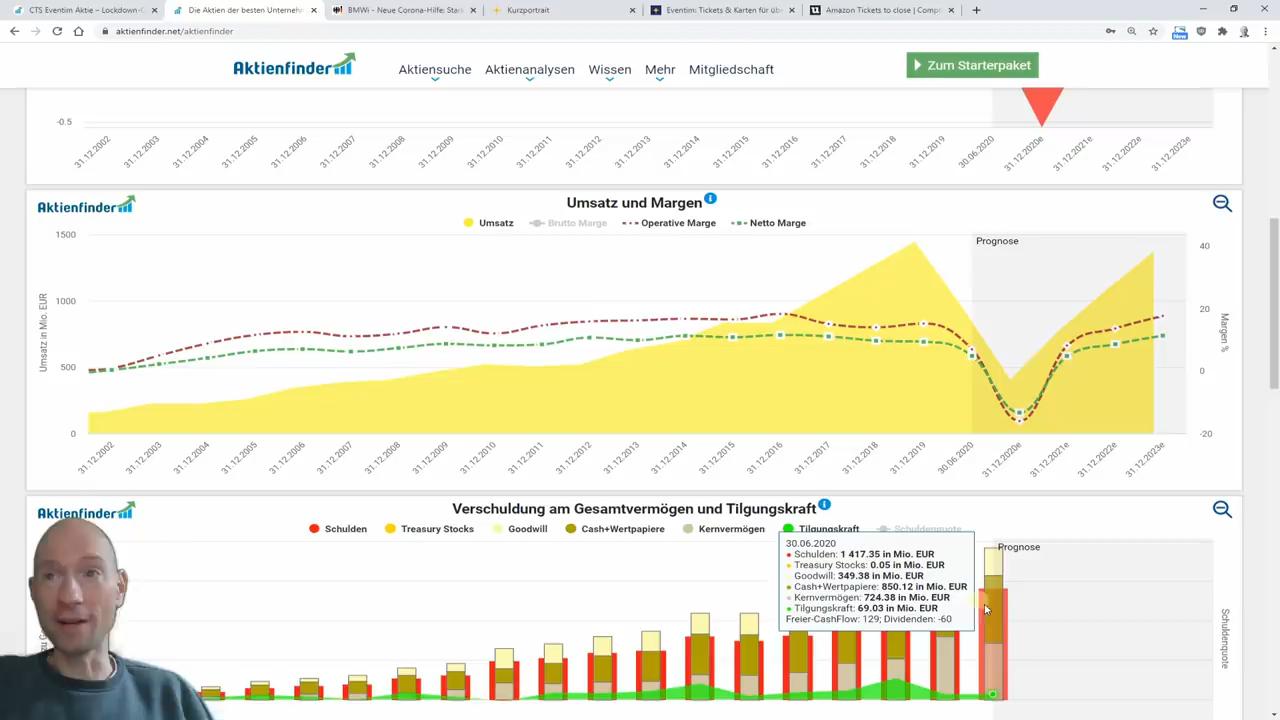 CTS Eventim Aktie – Lockdown-C
Die Aktien der besten Unternehm
BMWi - Neue Corona-Hilfe: Stark
Kurzportrait
Eventim: Tickets & Karten für üb
Amazon Tickets to close | Compl
aktienfinder.net/aktienfinder
New
Aktienfinder
Aktiensuche
Aktienanalysen
Wissen
Mehr
Mitgliedschaft
Zum Starterpaket
-0.5
31.12.2002
31.12.2003
31.12.2004
31.12.2005
31.12.2006
31.12.2007
31.12.2008
31.12.2009
31.12.2010
31.12.2011
31.12.2012
31.12.2013
31.12.2014
31.12.2015
31.12.2016
31.12.2017
31.12.2018
31.12.2019
30.06.2020
31.12.2020e
31.12.2021e
31.12.2022e
31.12.2023e
Aktienfinder
Umsatz und Margen
Umsatz
Brutto Marge
Operative Marge
Netto Marge
1500
1000
500
0
Umsatz in Mio. EUR
Prognose
40
20
0
-20
Margen %
31.12.2002
31.12.2003
31.12.2004
31.12.2005
31.12.2006
31.12.2007
31.12.2008
31.12.2009
31.12.2010
31.12.2011
31.12.2012
31.12.2013
31.12.2014
31.12.2015
31.12.2016
31.12.2017
31.12.2018
31.12.2019
30.06.2020
31.12.2020e
31.12.2021e
31.12.2022e
31.12.2023e
Aktienfinder
Verschuldung am Gesamtvermögen und Tilgungskraft
Schulden
Treasury Stocks
Goodwill
Cash+Wertpapiere
Kernvermögen
Tilgungskraft
Schuldenquote
30.06.2020
Schulden: 1 417.35 in Mio. EUR
Treasury Stocks: 0.05 in Mio. EUR
Goodwill: 349.38 in Mio. EUR
Cash+Wertpapiere: 850.12 in Mio. EUR
Kernvermögen: 724.38 in Mio. EUR
Tilgungskraft: 69.03 in Mio. EUR
Freier-CashFlow: 129; Dividenden: -60
Prognose
Schuldenquote